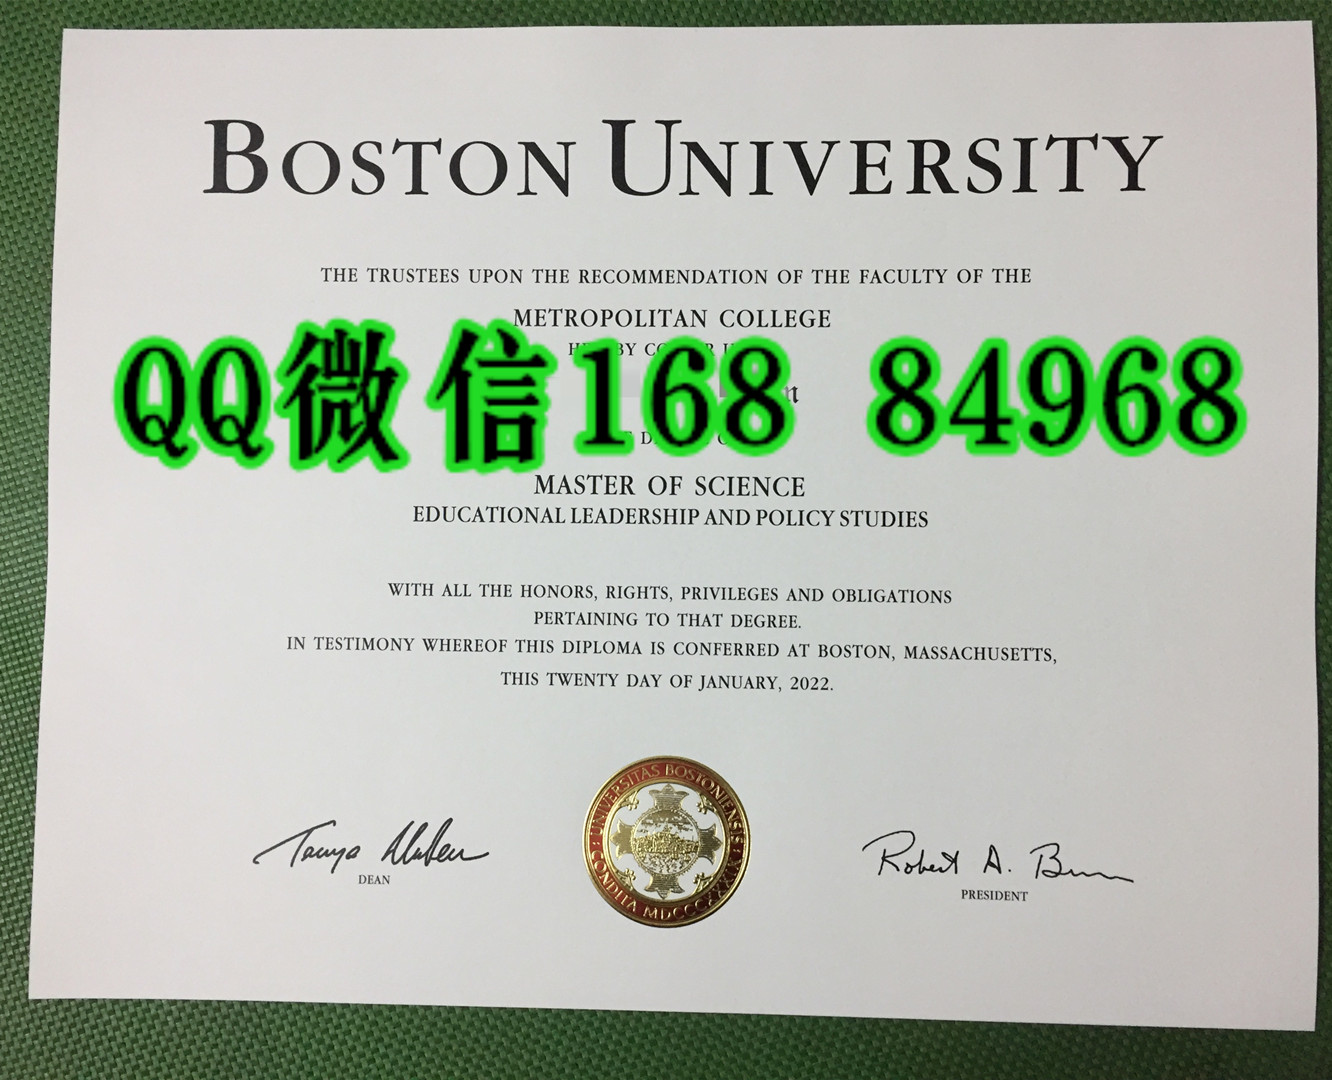 BOSTON UNIVERSITY
THE TRUSTEES UPON THE RECOMMENDATION OF THE FACULTY OF THE
METROPOLITAN COLLEGE
QQ微信168 84968
MASTER OF SCIENCE
EDUCATIONAL LEADERSHIP AND POLICY STUDIES
WITH ALL THE HONORS, RIGHTS, PRIVILEGES AND OBLIGATIONS
PERTAINING TO THAT DEGREE.
IN TESTIMONY WHEREOF THIS DIPLOMA IS CONFERRED AT BOSTON, MASSACHUSETTS,
THIS TWENTY DAY OF JANUARY, 2022.
UNIVERSITAS BOSTONIENSIS
CONDITA MDCCCXXXIX
DEAN
Robert A.
PRESIDENT